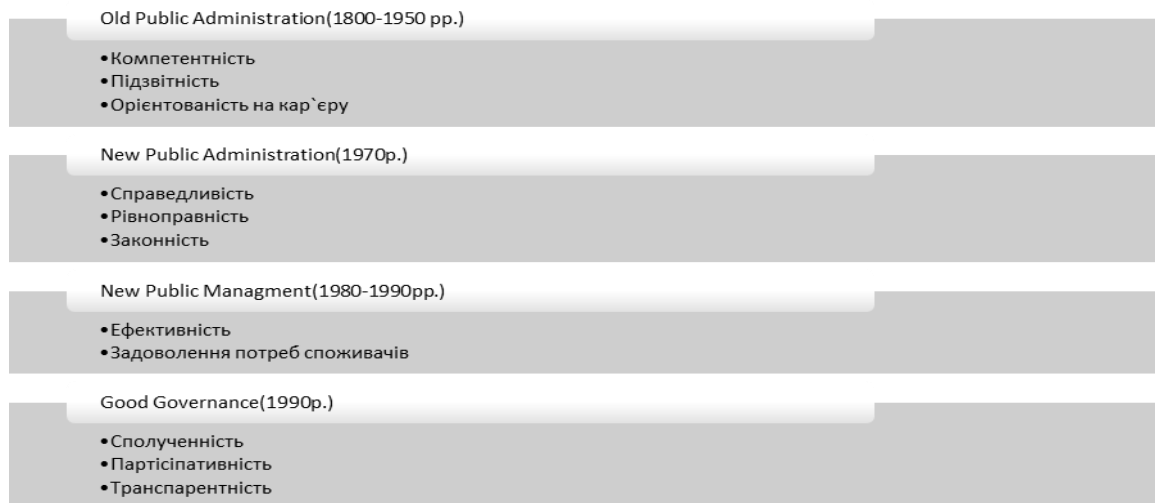 Old Public Administration(1800-1950 рр.)
•Компетентність
•Підзвітність
•Орієнтованість на кар`єру
New Public Administration(1970р.)
•Справедливість
•Рівноправність
•Законність
New Public Managment(1980-1990рр.)
•Ефективність
•Задоволення потреб споживачів
Good Governance(1990р.)
•Сполученність
•Партісіпативність
•Транспарентність